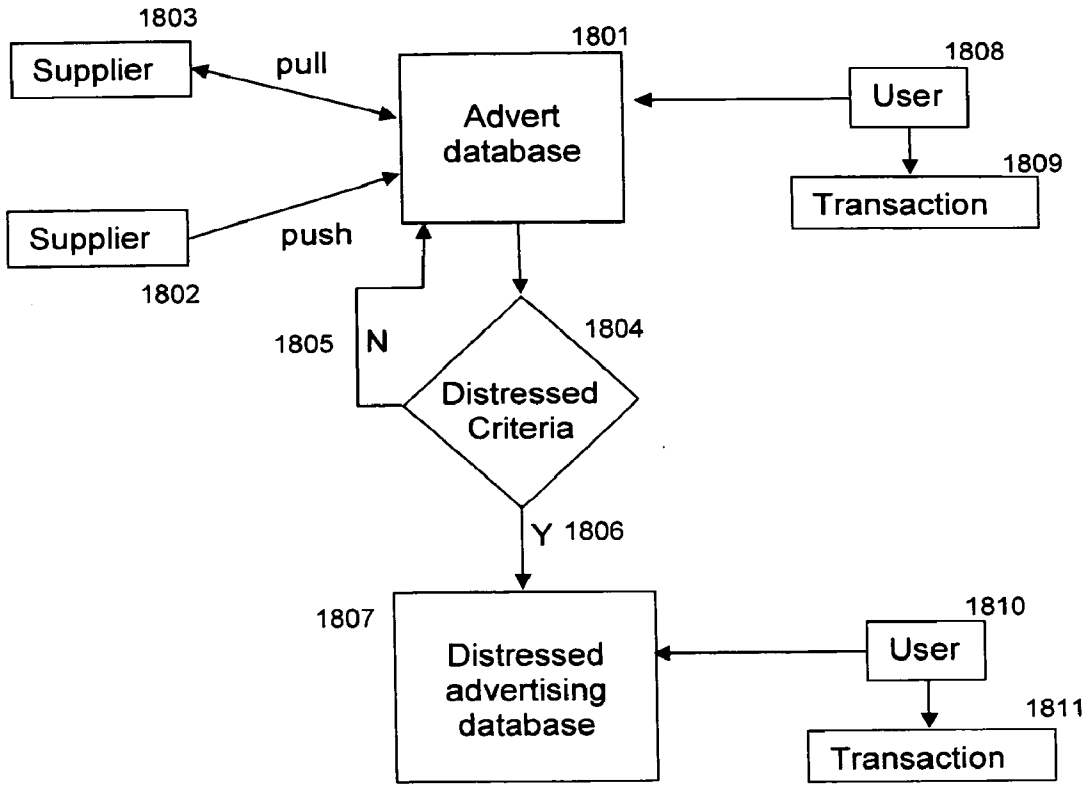 1803
Supplier
pull
1801
Advert
database
1808
User
1809
Transaction
Supplier
push
1802
1805
N
1804
Distressed
Criteria
Y 1806
1807
Distressed
advertising
database
1810
User
1811
Transaction